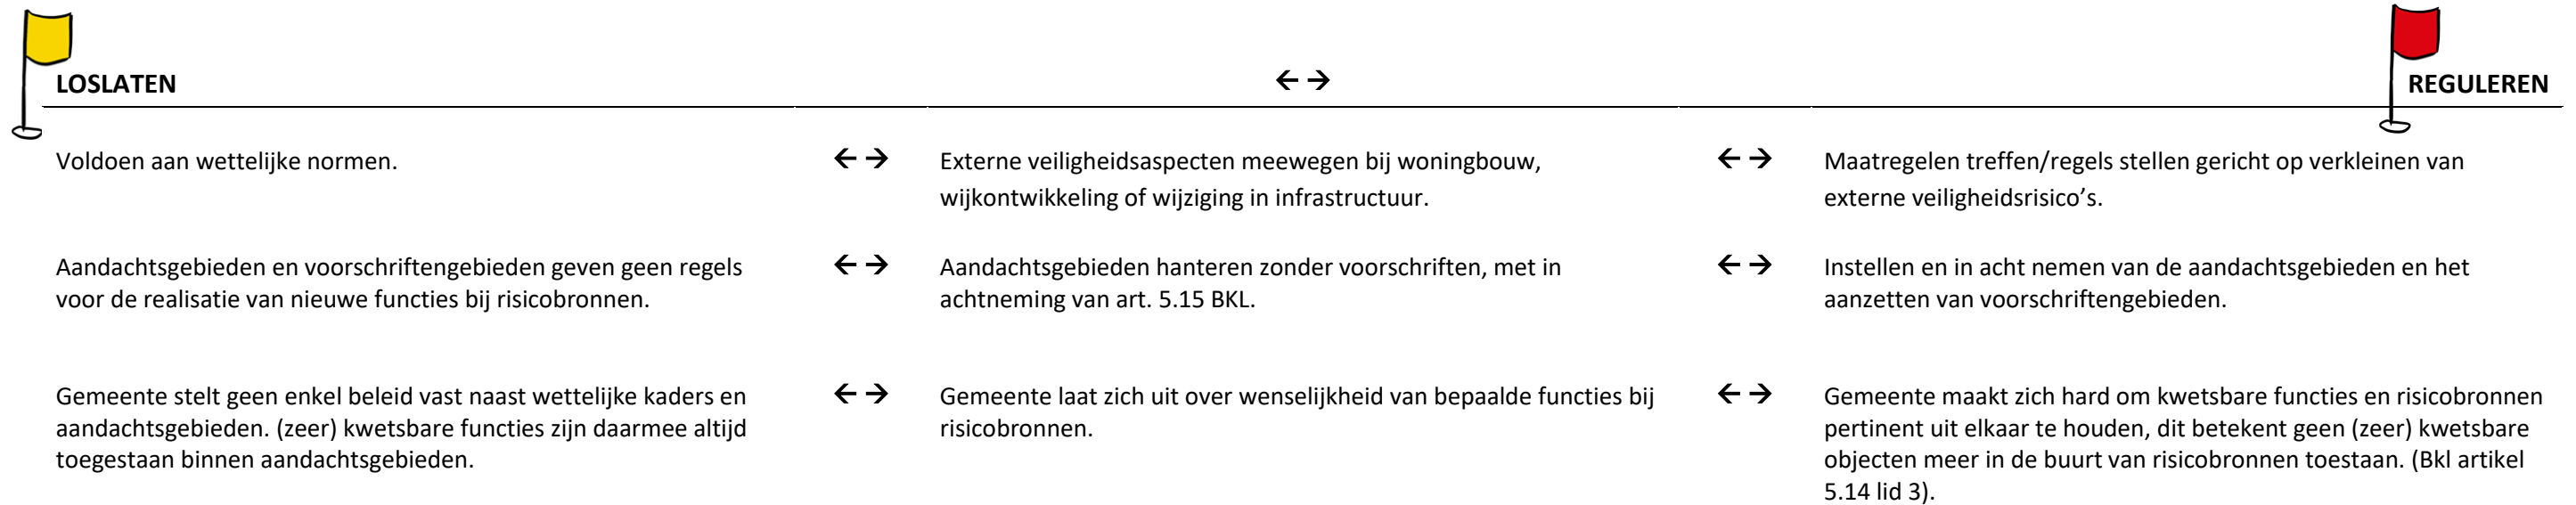 LOSLATEN ← → REGULEREN
Voldoen aan wettelijke normen. ← → Externe veiligheidsaspecten meewegen bij woningbouw, ← → Maatregelen treffen/regels stellen gericht op verkleinen van
wijkontwikkeling of wijziging in infrastructuur. externe veiligheidsrisico's.
Aandachtsgebieden en voorschriftengebieden geven geen regels ← → Aandachtsgebieden hanteren zonder voorschriften, met in ← → Instellen en in acht nemen van de aandachtsgebieden en het
voor de realisatie van nieuwe functies bij risicobronnen. achtneming van art. 5.15 BKL. aanzetten van voorschriftengebieden.
Gemeente stelt geen enkel beleid vast naast wettelijke kaders en ← → Gemeente laat zich uit over wenselijkheid van bepaalde functies bij ← → Gemeente maakt zich hard om kwetsbare functies en risicobronnen
aandachtsgebieden. (zeer) kwetsbare functies zijn daarmee altijd risicobronnen. pertinent uit elkaar te houden, dit betekent geen (zeer) kwetsbare
toegestaan binnen aandachtsgebieden. objecten meer in de buurt van risicobronnen toestaan. (Bkl artikel
5.14 lid 3).